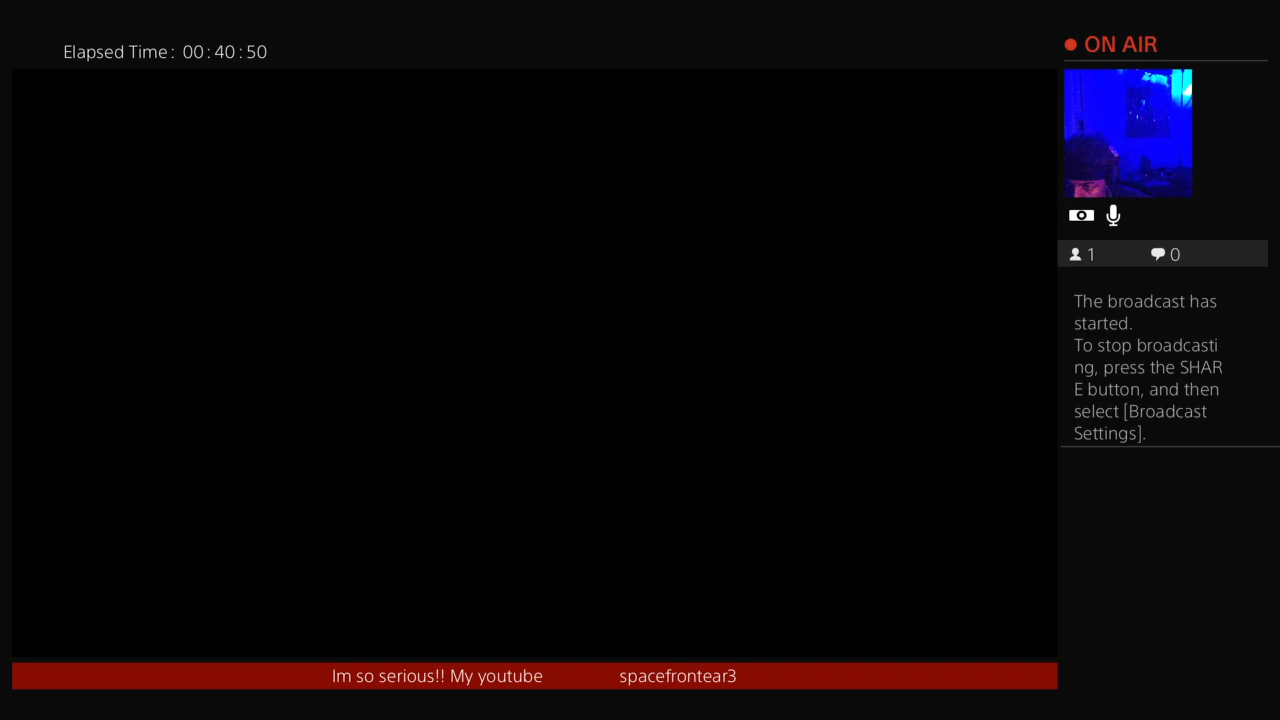 Elapsed Time: 00:40:50
ON AIR
1 0
The broadcast has
started.
To stop broadcasti
ng, press the SHAR
E button, and then
select [Broadcast
Settings].
Im so serious!! My youtube spacefrontear3